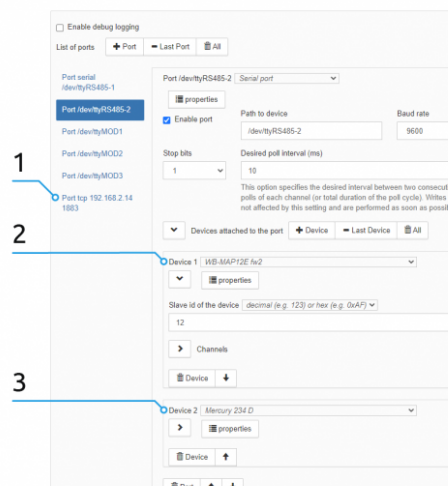 Enable debug logging
List of ports + Port − Last Port All
Port serial
/dev/ttyRS485-1
Port /dev/ttyRS485-2
Port /dev/ttyMOD1
Port /dev/ttyMOD2
Port /dev/ttyMOD3
Port tcp 192.168.2.14
1883
1
2
3
Port /dev/ttyRS485-2 Serial port
properties
Enable port
Path to device Baud rate
/dev/ttyRS485-2 9600
Stop bits Desired poll interval (ms)
1 10
This option specifies the desired interval between two consecut
polls of each channel (or total duration of the poll cycle). Writes
not affected by this setting and are performed as soon as possil
Devices attached to the port + Device − Last Device All
Device 1 WB-MAP12E fw2
properties
Slave id of the device decimal (e.g. 123) or hex (e.g. 0xAF)
12
Channels
Device
Device 2 Mercury 234 D
properties
Device